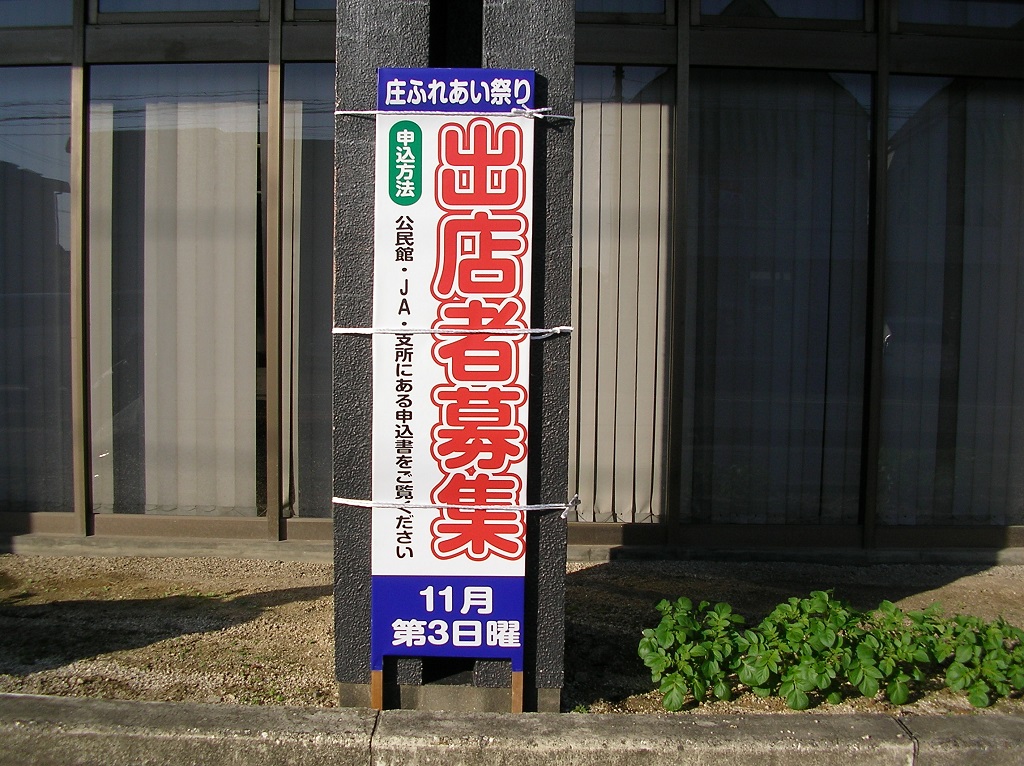 庄ふれあい祭り
出店者募集
申込方法
公民館・JA・支所にある申込書をご覧ください
11月
第3日曜